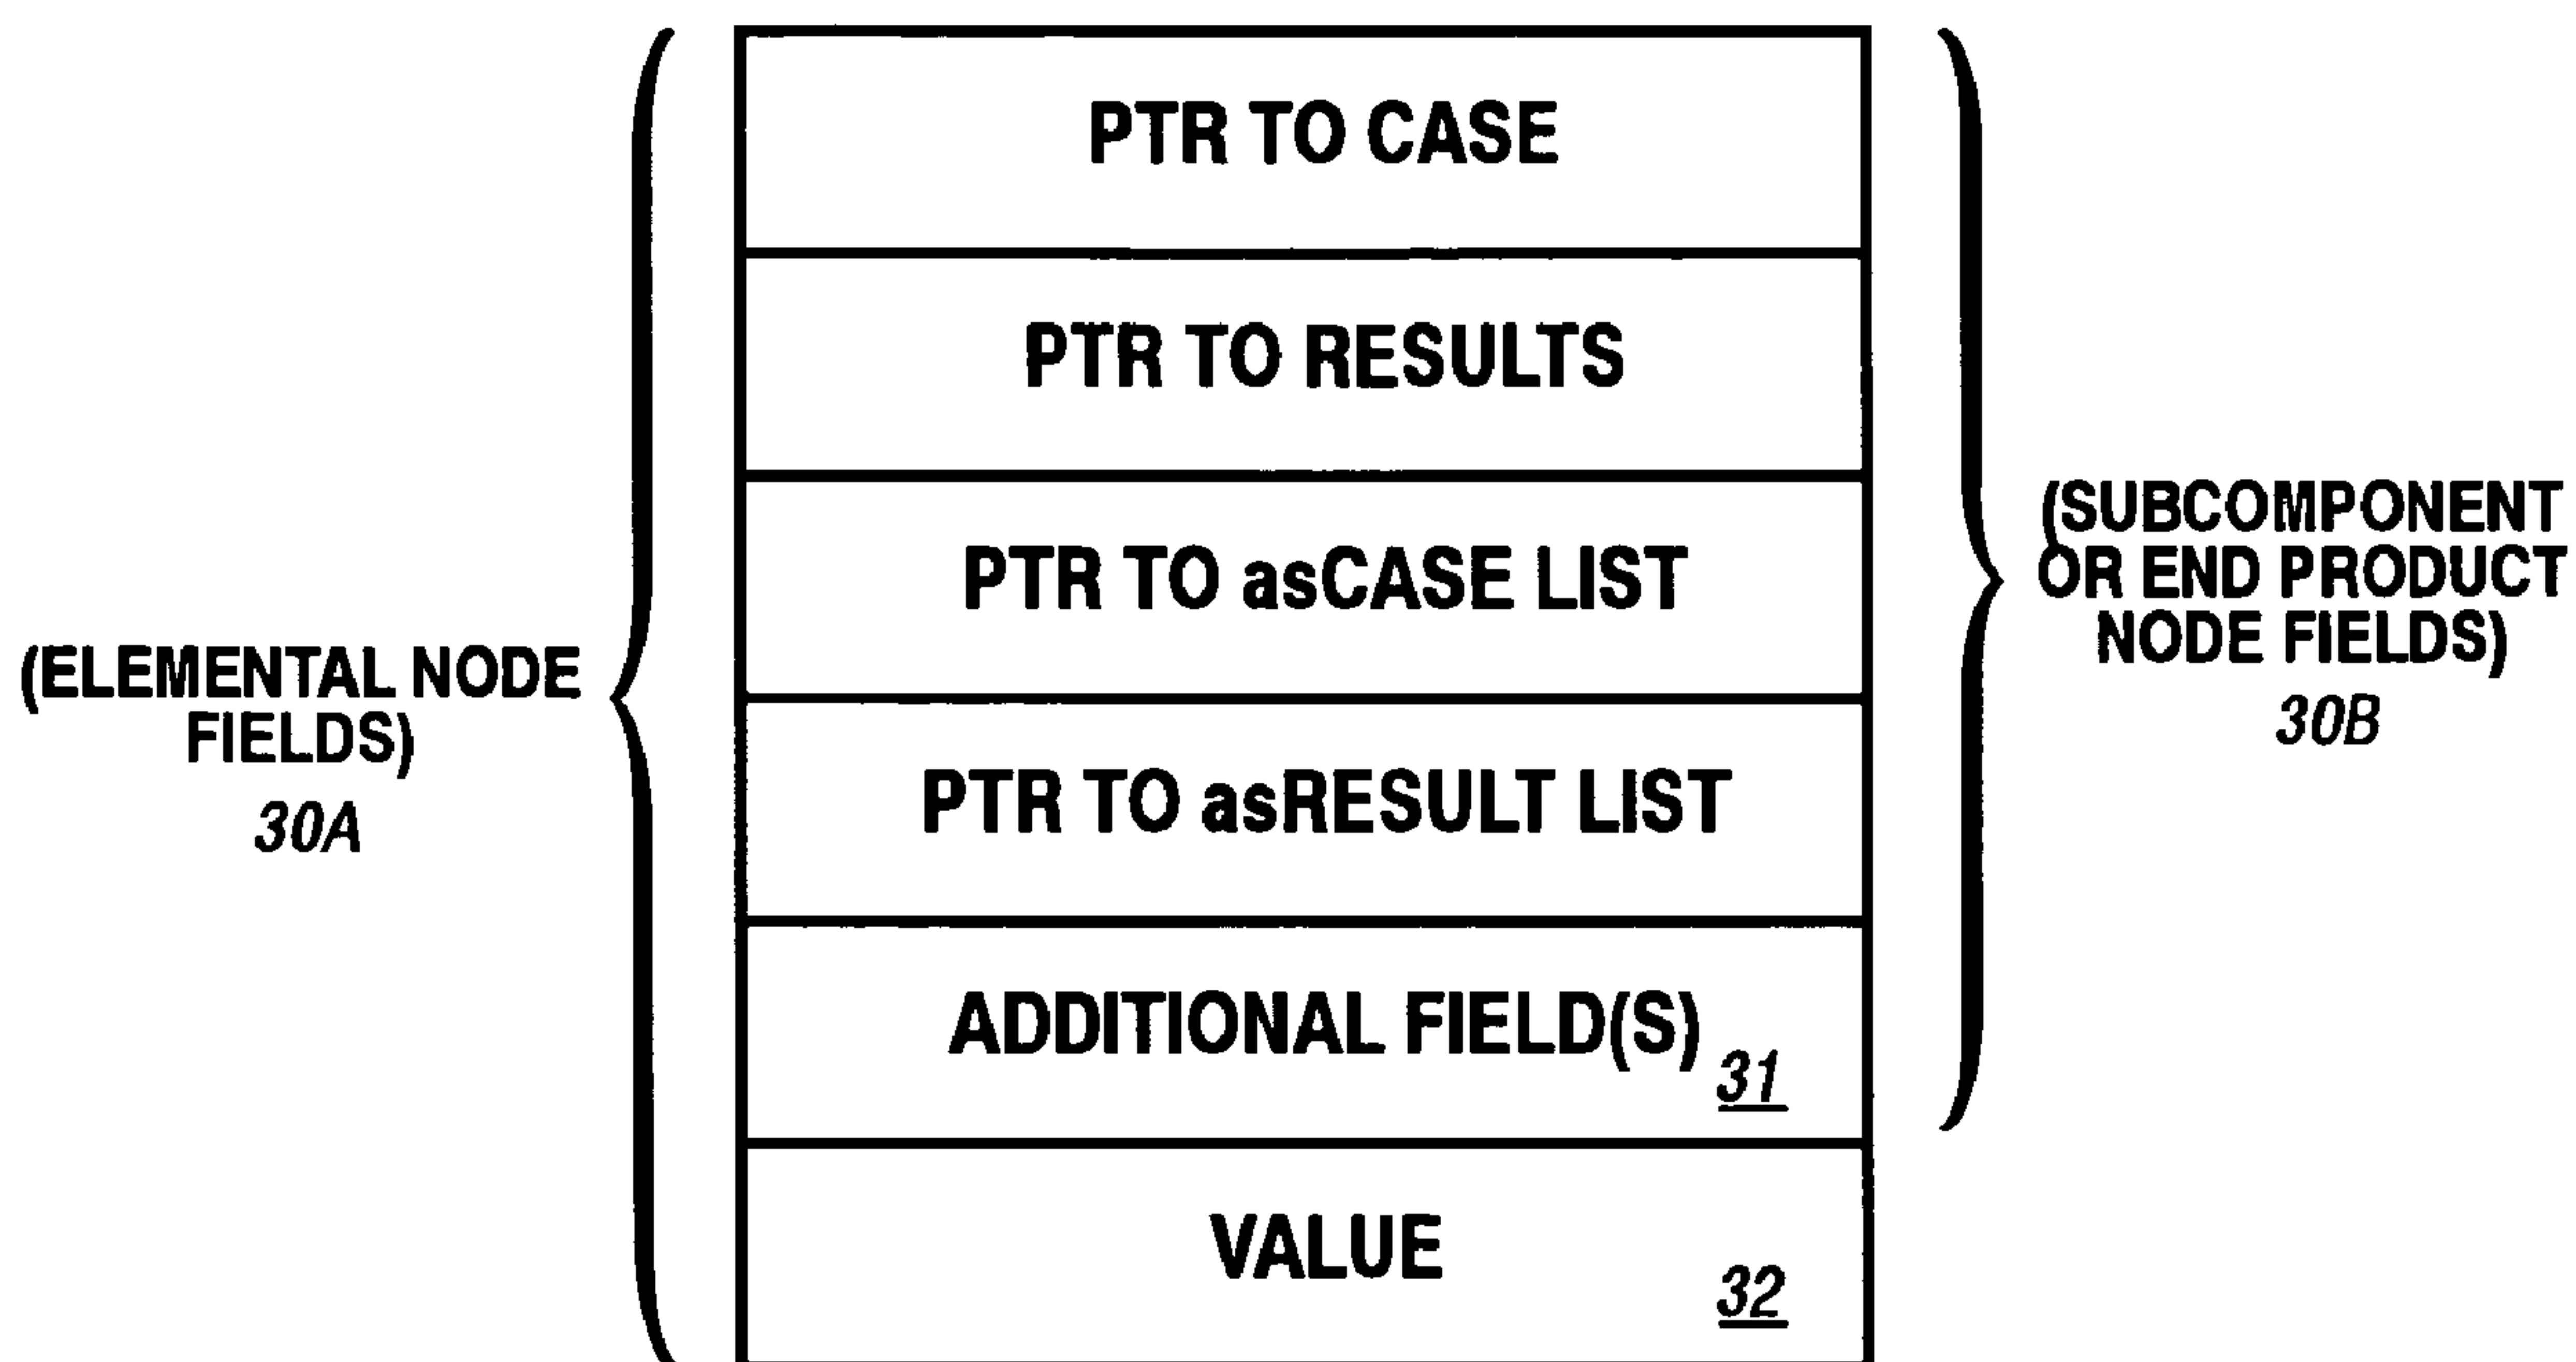 PTR TO CASE
PTR TO RESULTS
PTR TO asCASE LIST
PTR TO asRESULT LIST
ADDITIONAL FIELD(S)
31
VALUE
32
(ELEMENTAL NODE
FIELDS)
30A
(SUBCOMPONENT
OR END PRODUCT
NODE FIELDS)
30B